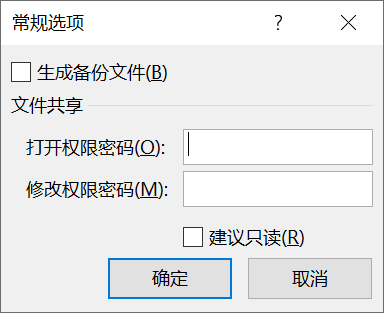 常规选项 ?
生成备份文件(B)
文件共享
打开权限密码(O):
修改权限密码(M):
建议只读(R)
确定 取消